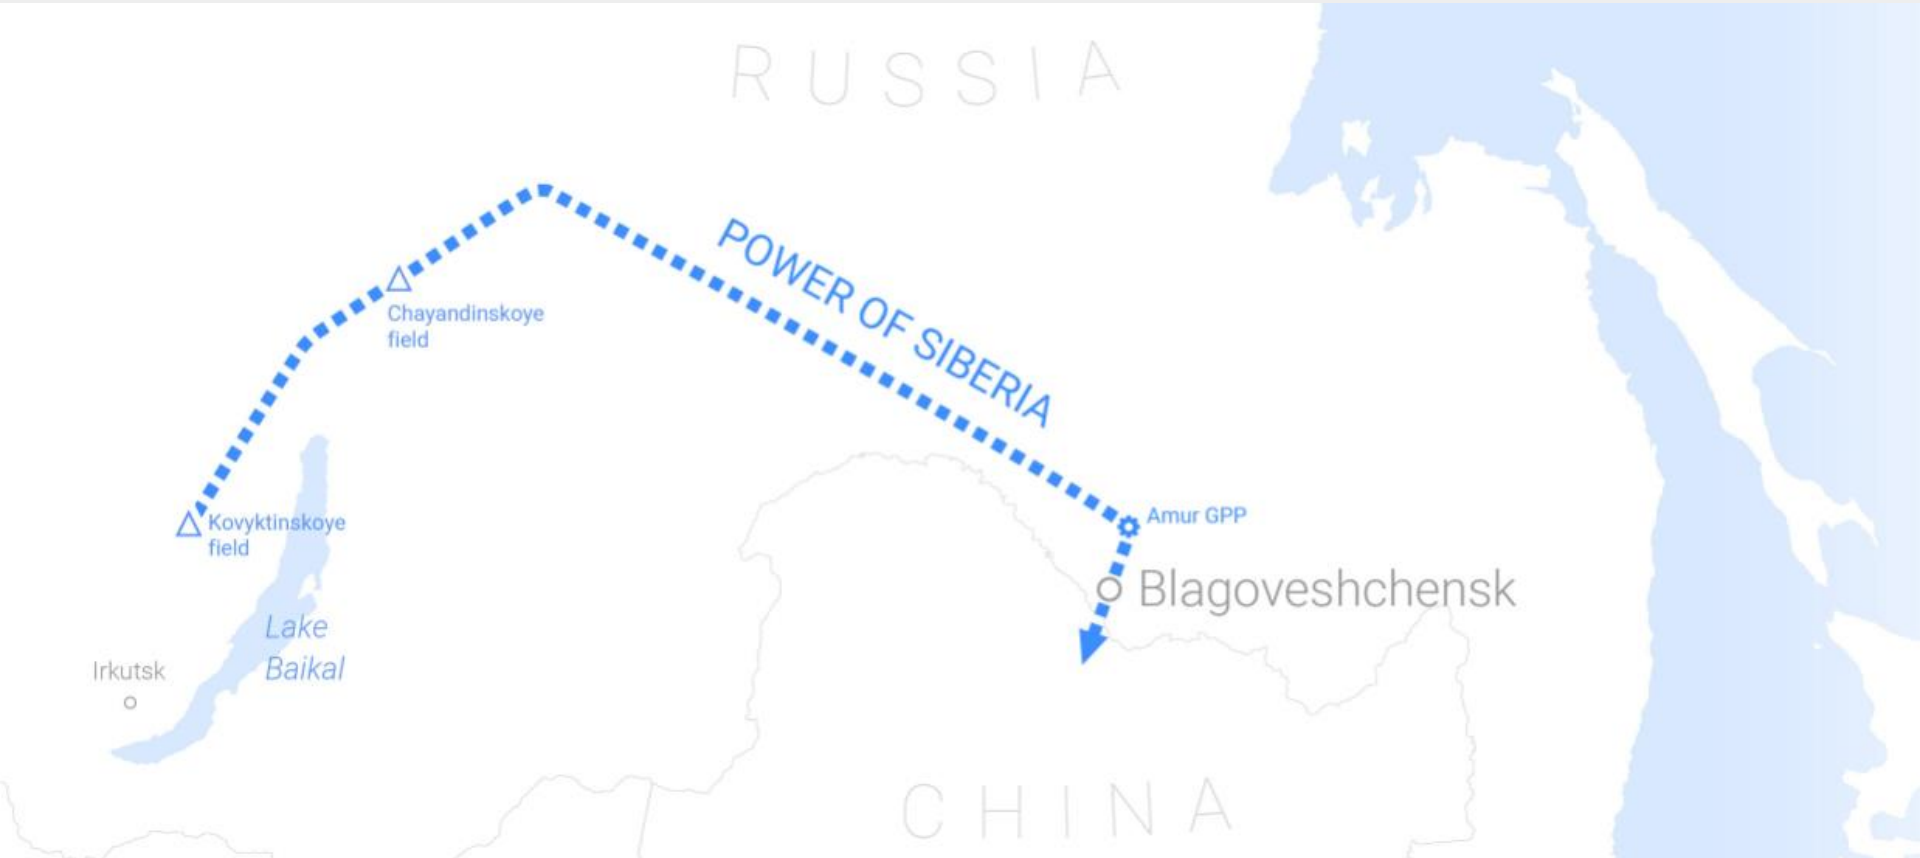 RUSSIA
POWER OF SIBERIA
Chayandinskoye
field
Kovyktinskoye
field
Amur GPP
Blagoveshchensk
Lake
Baikal
Irkutsk
CHINA